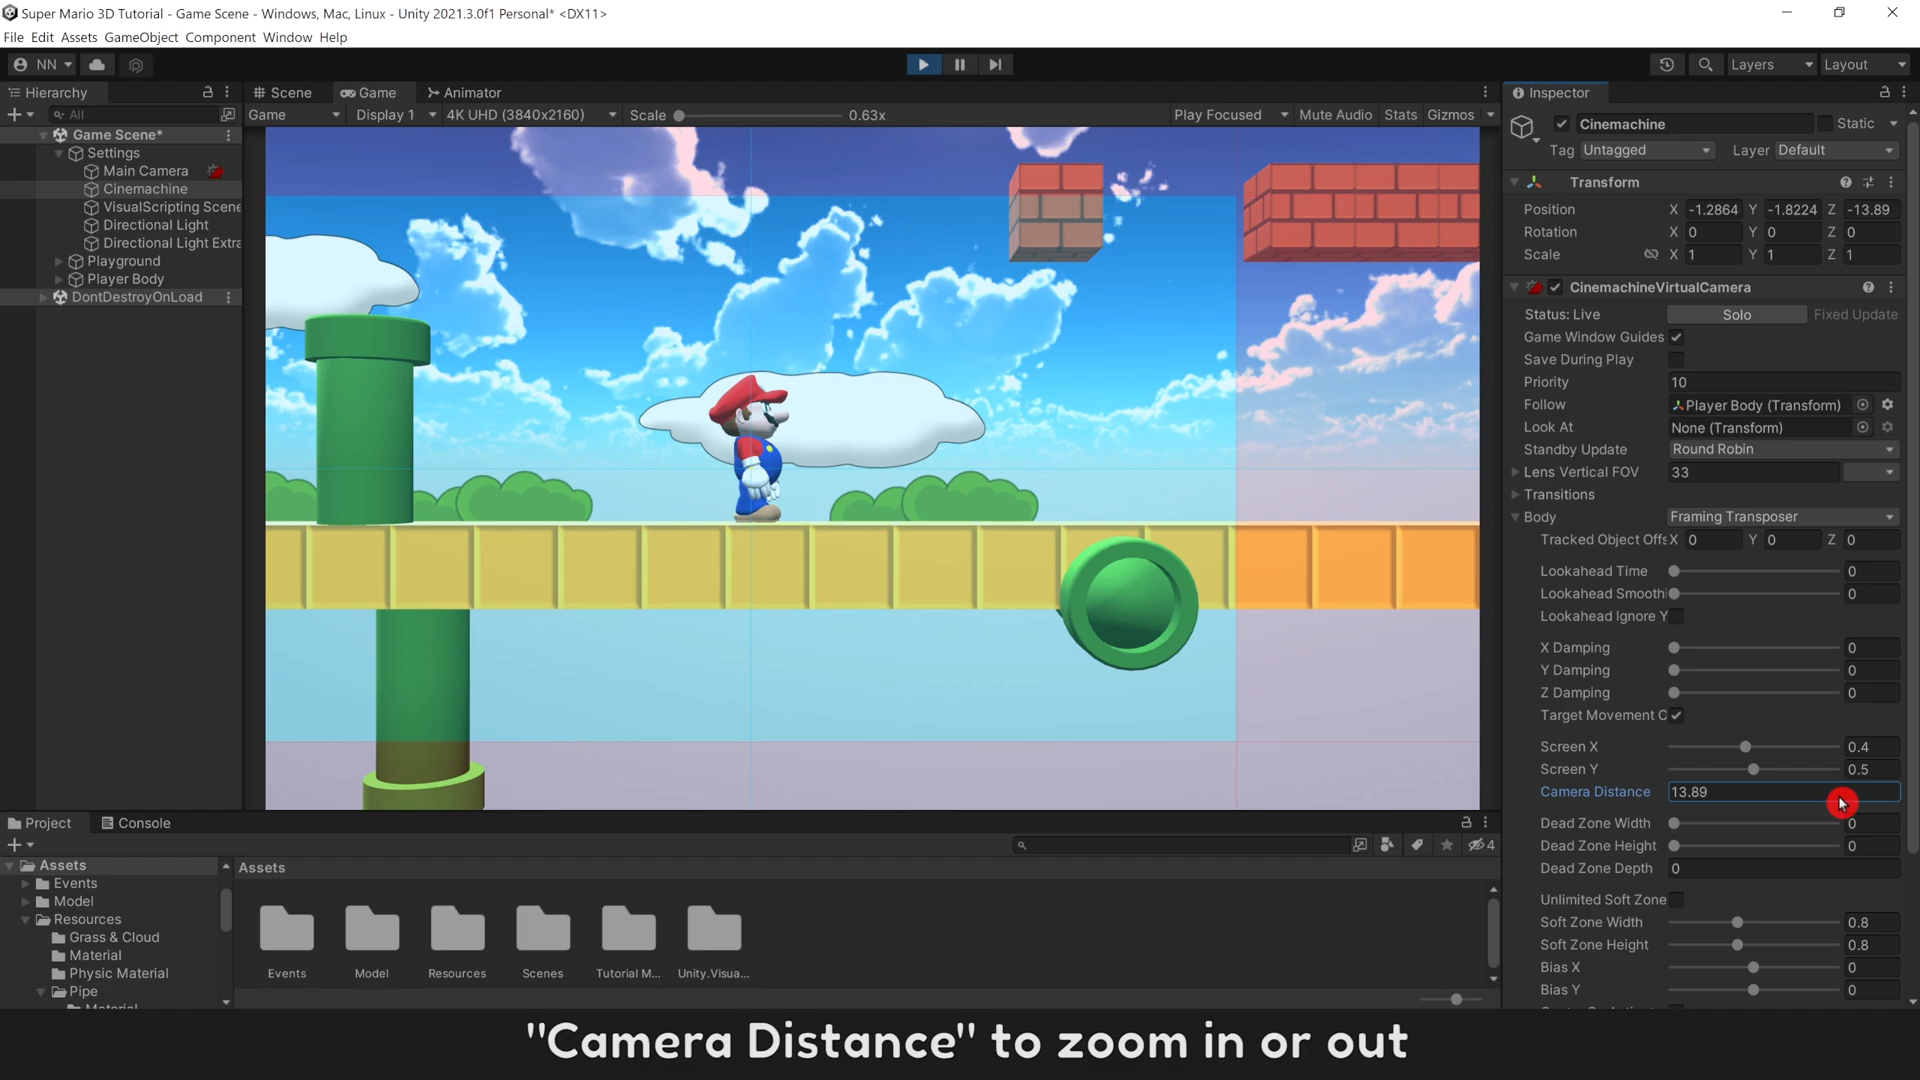 Super Mario 3D Tutorial - Game Scene - Windows, Mac, Linux - Unity 2021.3.0f1 Personal* <DX11>
File Edit Assets GameObject Component Window Help
NN Layers Layout
Hierarchy
All
Game Scene*
Settings
Main Camera
Cinemachine
VisualScripting Scene
Directional Light
Directional Light Extra
Playground
Player Body
DontDestroyOnLoad
Scene Game Animator
Game Display 1 4K UHD (3840x2160) Scale 0.63x Play Focused Mute Audio Stats Gizmos
Inspector
Cinemachine Static
Tag Untagged Layer Default
Transform
Position X -1.2864 Y -1.8224 Z -13.89
Rotation X 0 Y 0 Z 0
Scale X 1 Y 1 Z 1
CinemachineVirtualCamera
Status: Live Solo Fixed Update
Game Window Guides
Save During Play
Priority 10
Follow Player Body (Transform)
Look At None (Transform)
Standby Update Round Robin
Lens Vertical FOV 33
Transitions
Body Framing Transposer
Tracked Object Offs X 0 Y 0 Z 0
Lookahead Time 0
Lookahead Smooth 0
Lookahead Ignore Y
X Damping 0
Y Damping 0
Z Damping 0
Target Movement O
Screen X 0.4
Screen Y 0.5
Camera Distance 13.89
Dead Zone Width 0
Dead Zone Height 0
Dead Zone Depth 0
Unlimited Soft Zone
Soft Zone Width 0.8
Soft Zone Height 0.8
Bias X 0
Bias Y 0
Project Console
4
Assets
Events
Model
Resources
Grass & Cloud
Material
Physic Material
Pipe
Material
Assets
Events Model Resources Scenes Tutorial M... Unity.Visua...
"Camera Distance" to zoom in or out